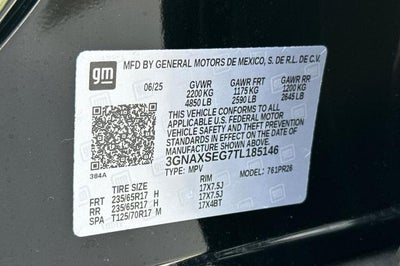 gm
MFD BY GENERAL MOTORS DE MEXICO, S. DE R.L. DE C.V.
06/25 GVWR GAWR FRT GAWR RR
2200 KG 1175 KG 1200 KG
4850 LB 2590 LB 2645 LB
THIS VEHICLE CONFORMS TO ALL
APPLICABLE U.S. FEDERAL MOTOR
VEHICLE SAFETY, BUMPER, AND THEFT
PREVENTION STANDARDS IN EFFECT ON
THE DATE OF MANUFACTURE SHOWN ABOVE.
3GNAXSEG7TL185146
384A TYPE: MPV 761PR26
TIRE SIZE RIM
FRT 235/65R17 H 17X7.5J
RR 235/65R17 H 17X7.5J
SPA T125/70R17 M 17X4BT